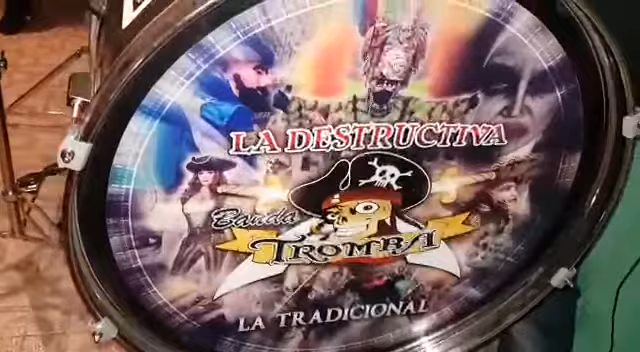 LA DESTRUCTIVA
Banda
TROMBA
LA TRADICIONAL